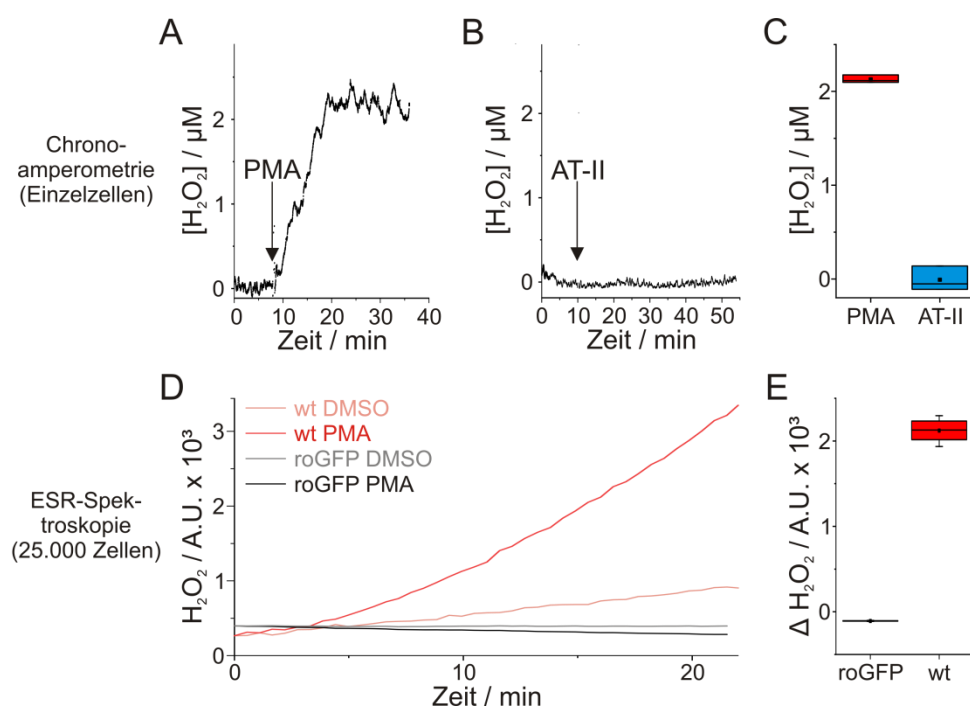 A
B
C
Chrono-
amperometrie
(Einzelzellen)
[H₂O₂] / µM
2
1
0
PMA
0 10 20 30 40
Zeit / min
[H₂O₂] / µM
2
1
0
AT-II
0 10 20 30 40 50
Zeit / min
[H₂O₂] / µM
2
1
0
PMA AT-II
D
E
ESR-Spek-
troskopie
(25.000 Zellen)
H₂O₂ / A.U. x 10³
3
2
1
0
wt DMSO
wt PMA
roGFP DMSO
roGFP PMA
0 10 20
Zeit / min
Δ H₂O₂ / A.U. x 10³
2
1
0
roGFP wt